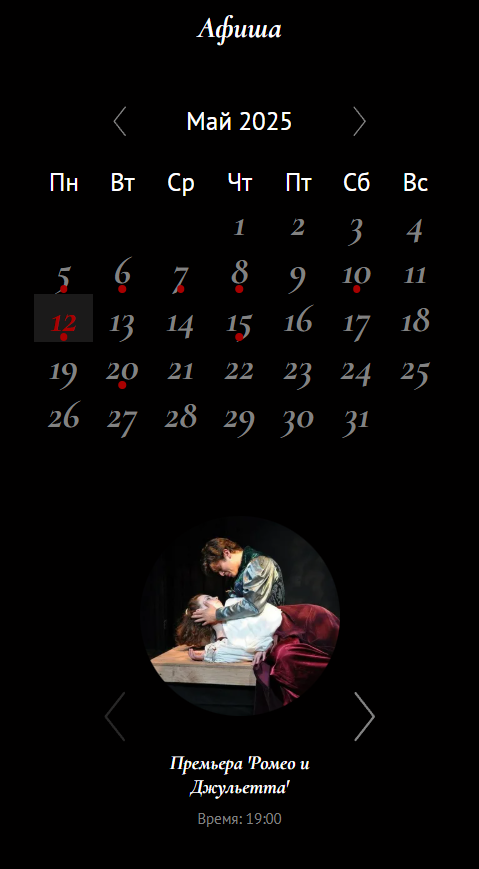 Афиша
Май 2025
Пн Вт Ср Чт Пт Сб Вс
1 2 3 4
5 6 7 8 9 10 11
12 13 14 15 16 17 18
19 20 21 22 23 24 25
26 27 28 29 30 31
Премьера 'Ромео и
Джульетта'
Время: 19:00